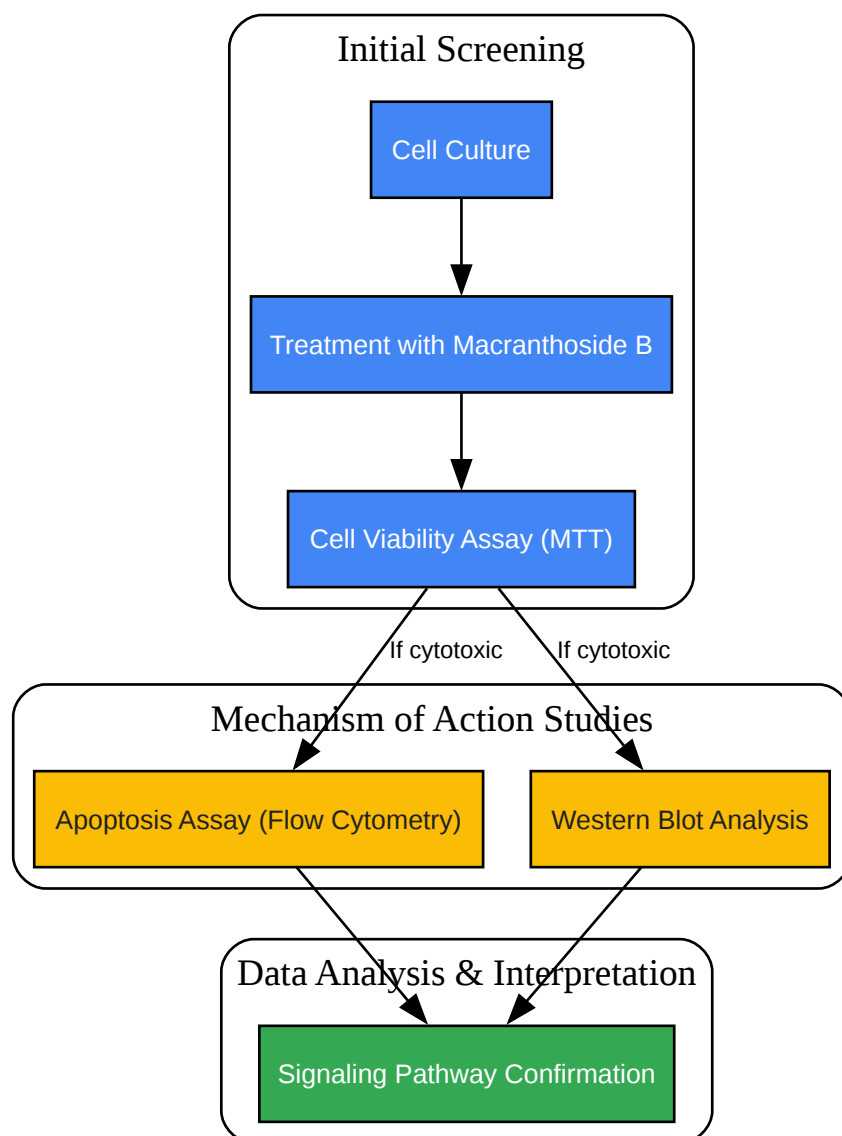 Initial Screening
Cell Culture
Treatment with Macranthoside B
Cell Viability Assay (MTT)
If cytotoxic
If cytotoxic
Mechanism of Action Studies
Apoptosis Assay (Flow Cytometry)
Western Blot Analysis
Data Analysis & Interpretation
Signaling Pathway Confirmation